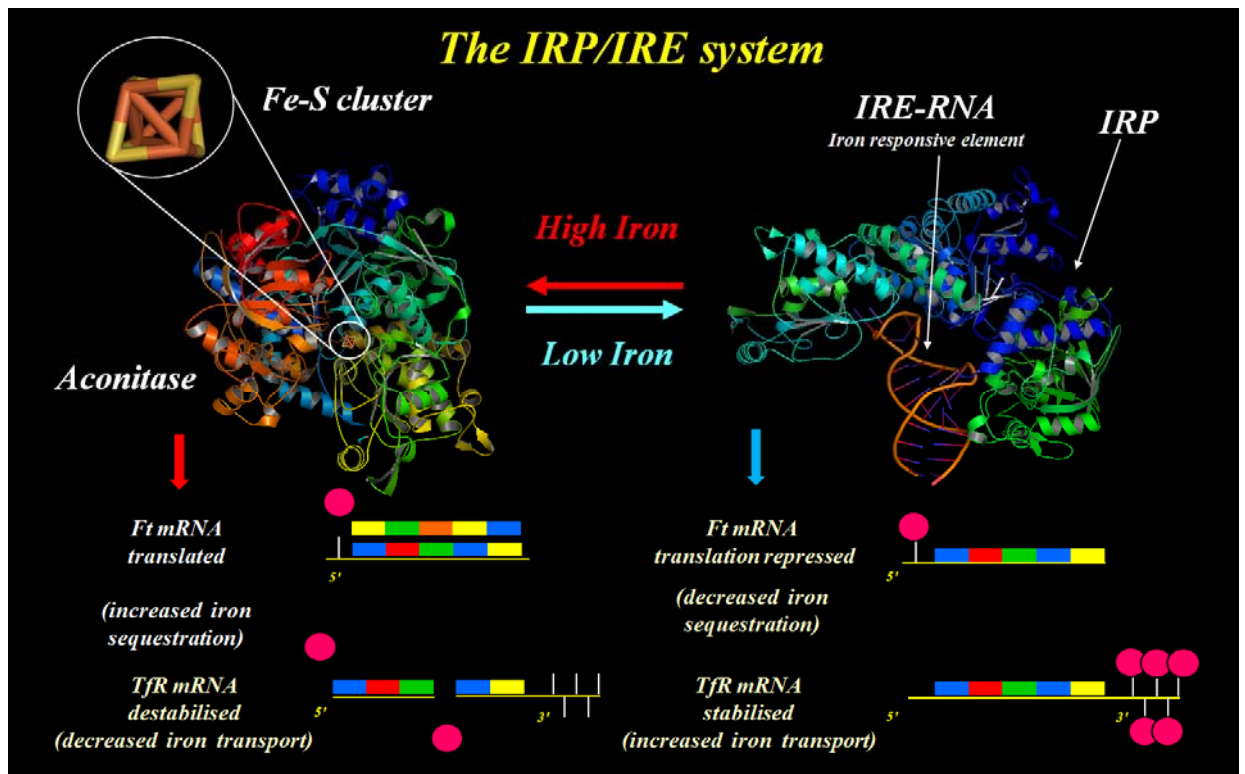 The IRP/IRE system
Fe-S cluster
IRE-RNA
Iron responsive element
IRP
High Iron
Low Iron
Aconitase
Ft mRNA
translated
5'
(increased iron
sequestration)
TfR mRNA
destabilised
(decreased iron transport)
5'
3'
Ft mRNA
translation repressed
5'
(decreased iron
sequestration)
TfR mRNA
stabilised
(increased iron transport)
5'
3'